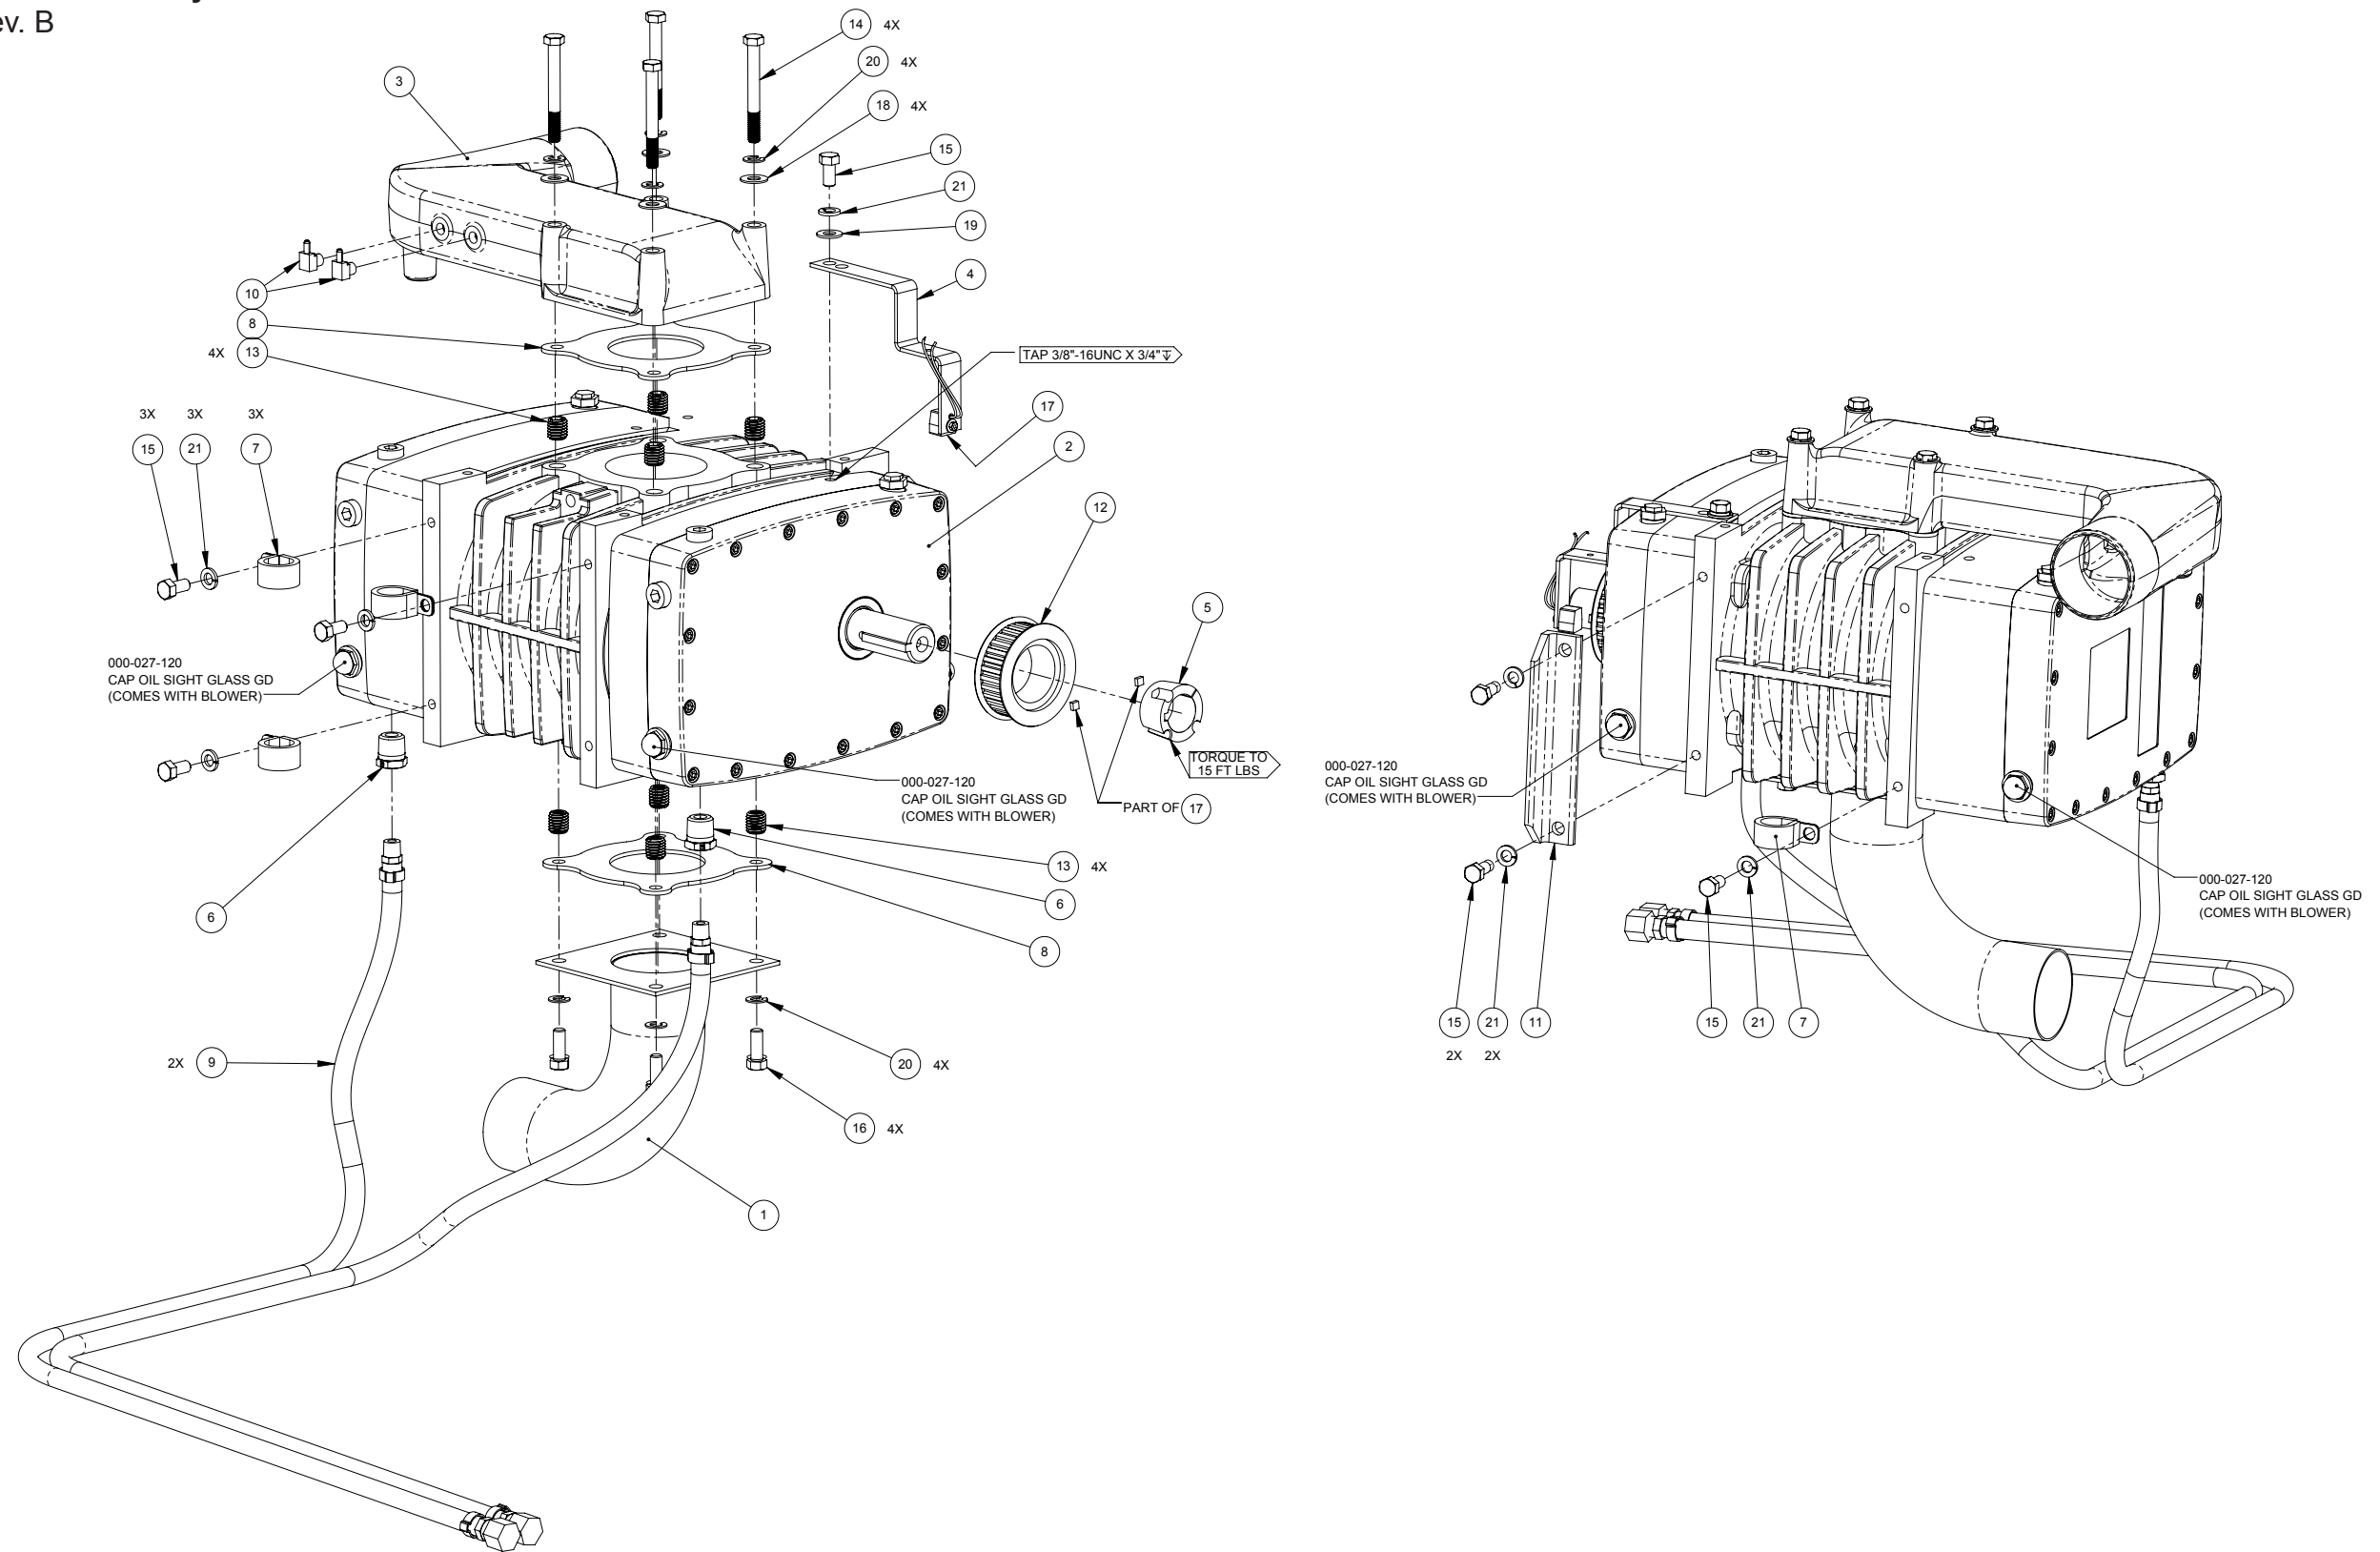 ev. B
14 4X
20 4X
18 4X
3
15
21
19
4
10
8
4X 13
TAP 3/8"-16UNC X 3/4"↧
3X 3X 3X
15 21 7
17
2
12
5
000-027-120
CAP OIL SIGHT GLASS GD
(COMES WITH BLOWER)
TORQUE TO
15 FT LBS
PART OF 17
000-027-120
CAP OIL SIGHT GLASS GD
(COMES WITH BLOWER)
13 4X
6
6
8
2X 9
20 4X
16 4X
1
000-027-120
CAP OIL SIGHT GLASS GD
(COMES WITH BLOWER)
000-027-120
CAP OIL SIGHT GLASS GD
(COMES WITH BLOWER)
15 21 11
2X 2X
15 21 7